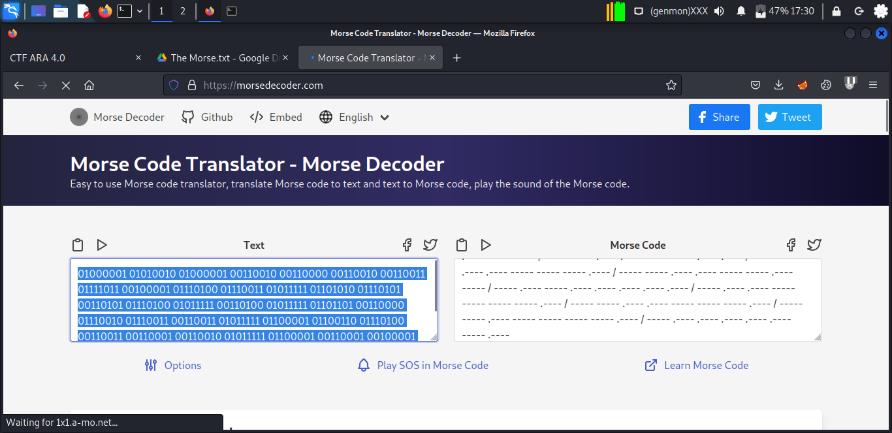 (genmon)XXX 47% 17:30
1 2
Morse Code Translator - Morse Decoder — Mozilla Firefox
CTF ARA 4.0 The Morse.txt - Google D Morse Code Translator -
https://morsedecoder.com
Morse Decoder Github Embed English Share Tweet
Morse Code Translator - Morse Decoder
Easy to use Morse code translator, translate Morse code to text and text to Morse code, play the sound of the Morse code.
Text Morse Code
01000001 01010010 01000001 00110010 00110000 00110010 00110011
01111011 00100001 01110100 01110011 01011111 01101010 01110101
00110101 01110100 01011111 00110100 01011111 01101101 00110000
01110010 01110011 00110011 01011111 01100001 01100110 01110100
00110011 00110001 00110010 01011111 01100001 00110001 00100001
Options Play SOS in Morse Code Learn Morse Code
Waiting for 1x1.a-mo.net...